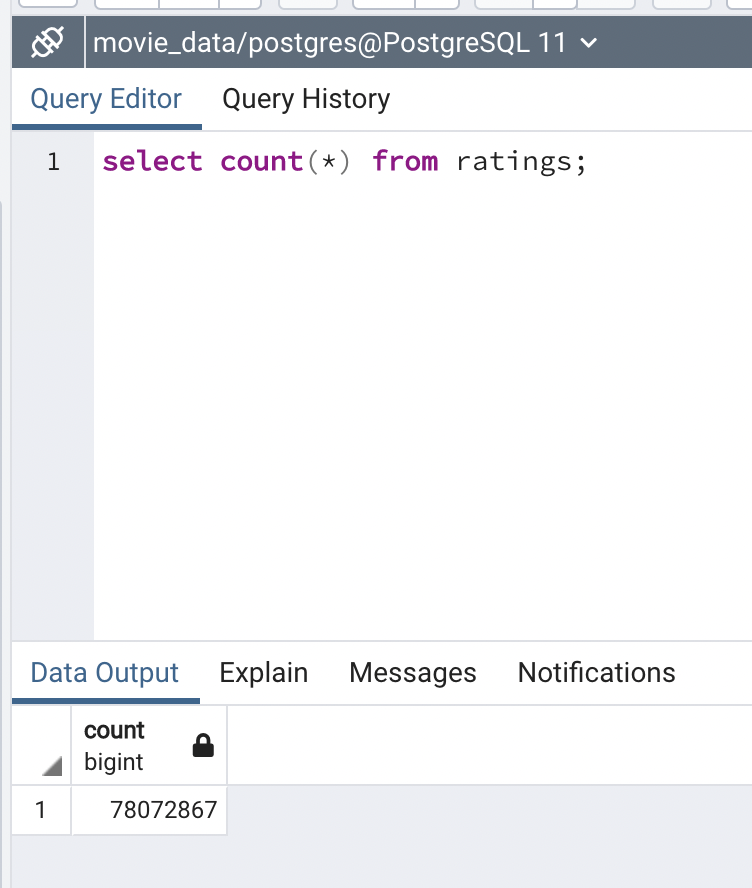 movie_data/postgres@PostgreSQL 11
Query Editor Query History
1 select count(*) from ratings;
Data Output Explain Messages Notifications
count
bigint
1 78072867